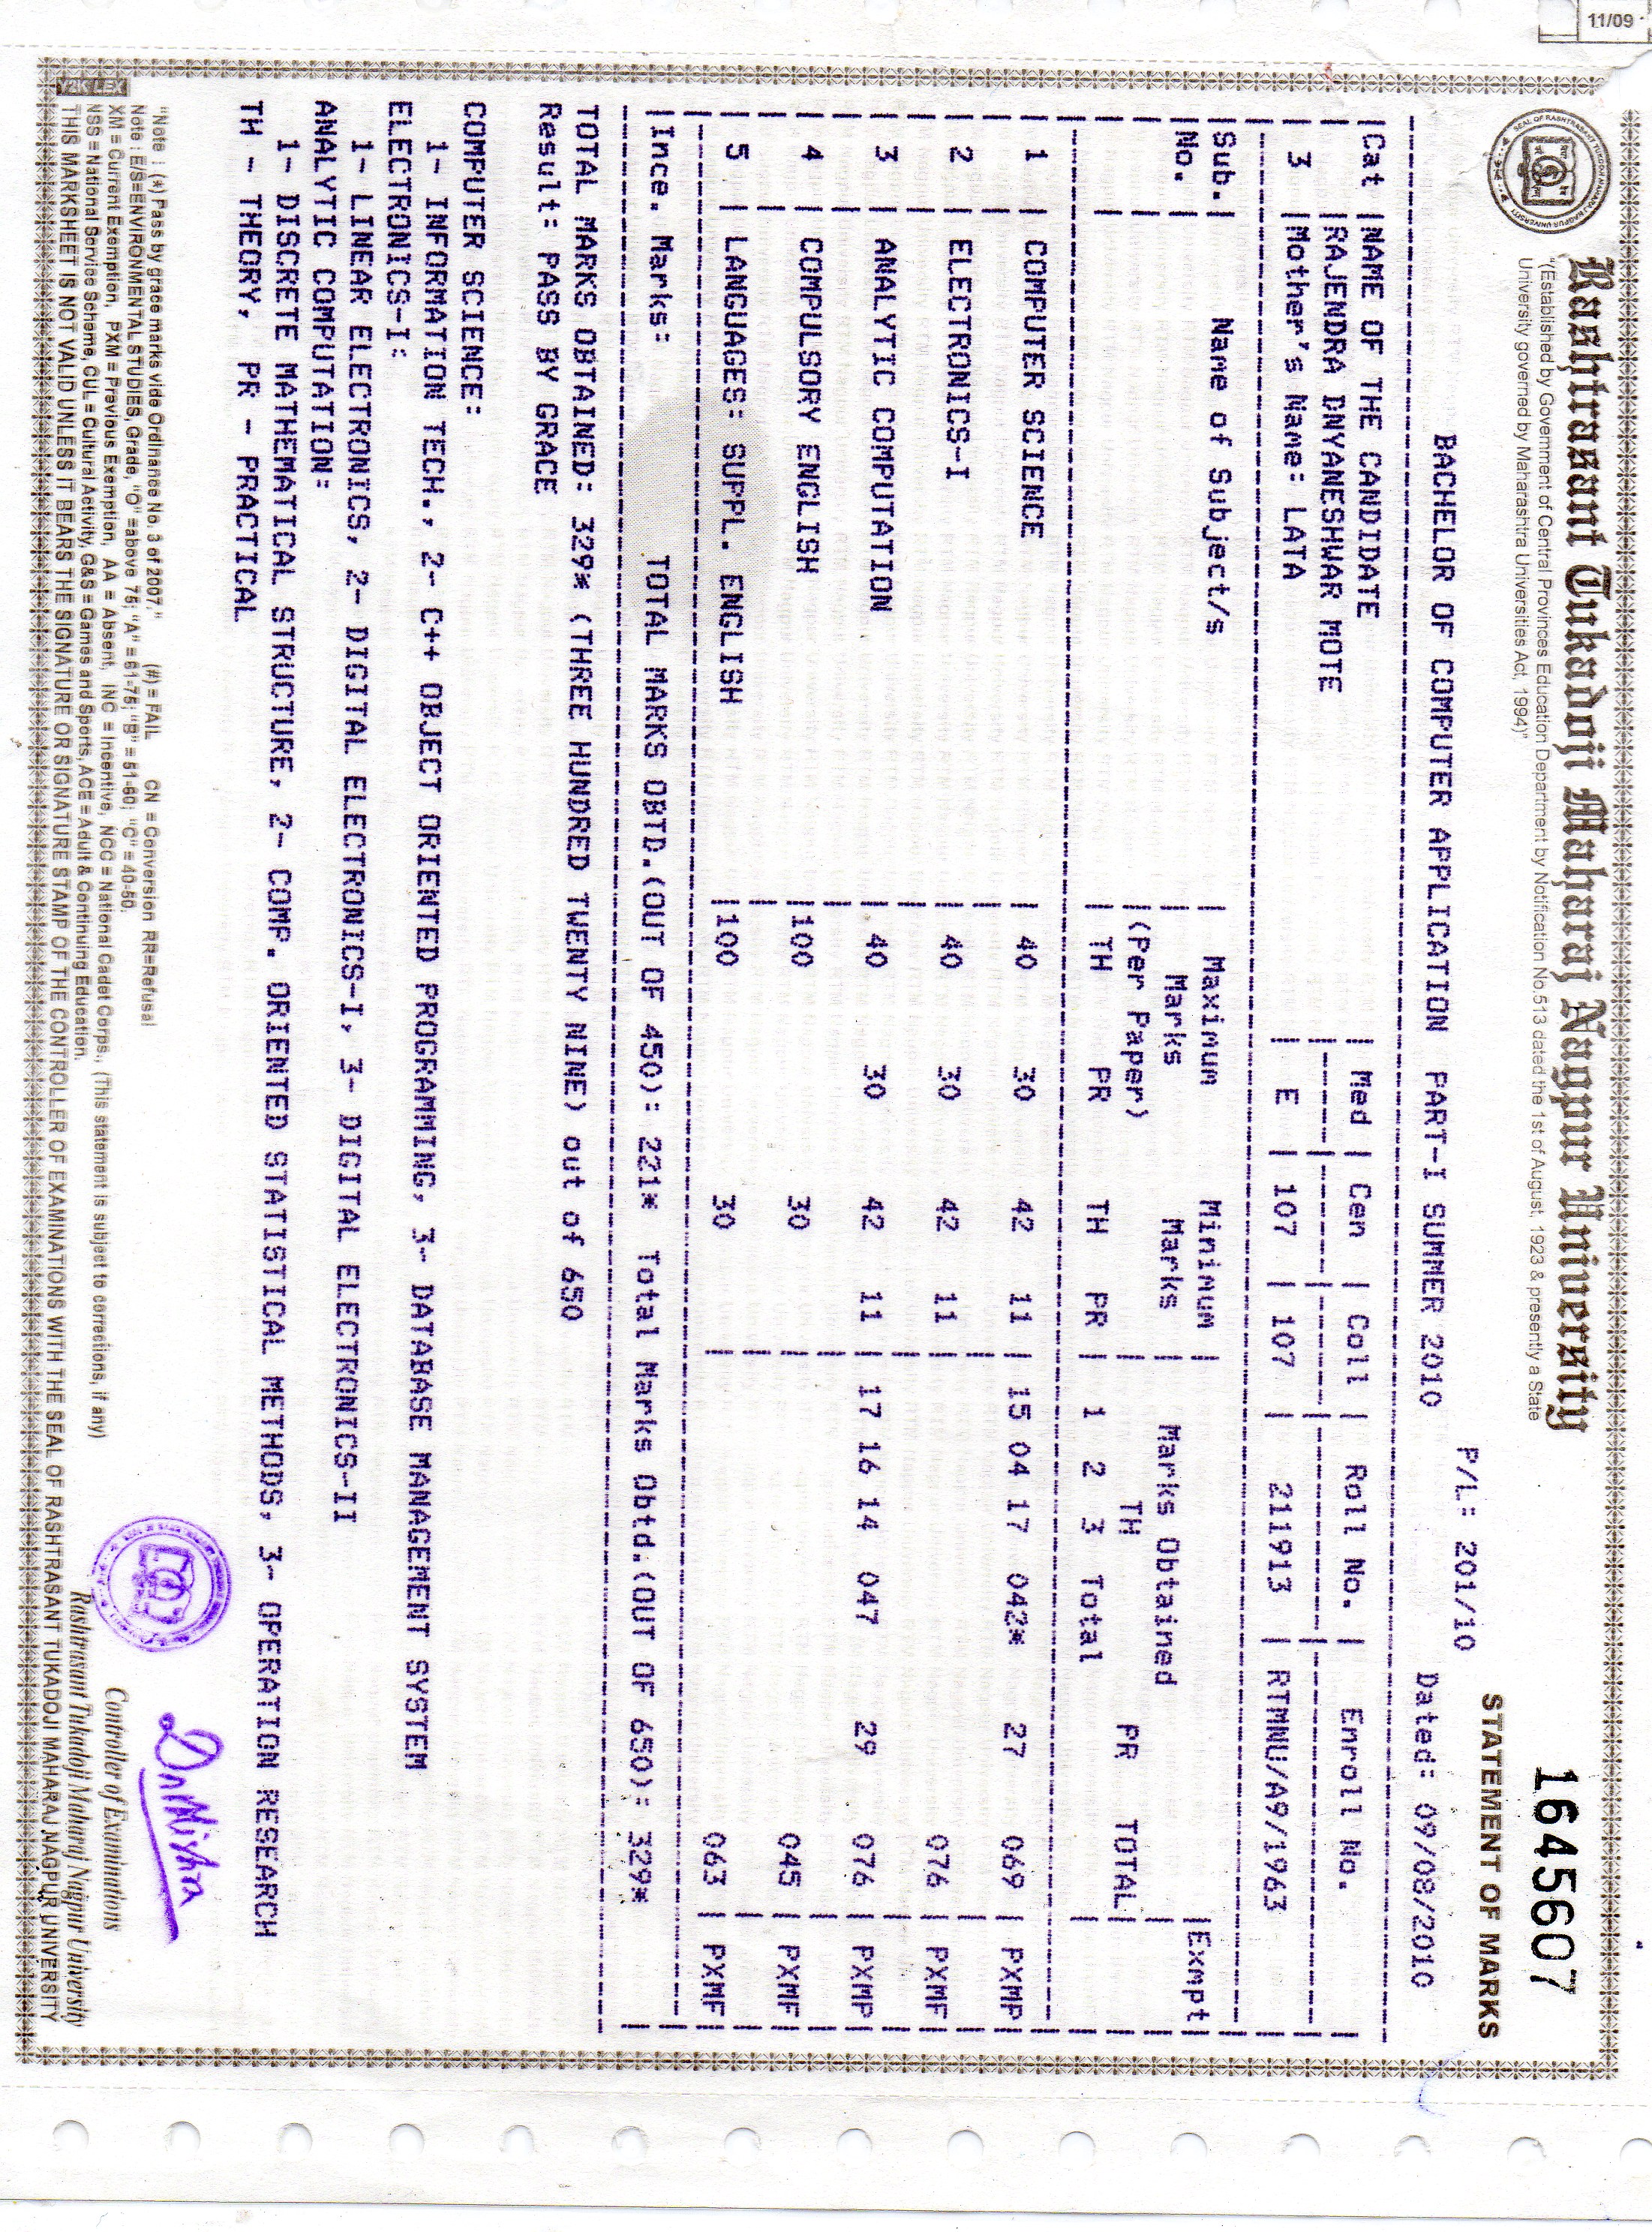 11/09
Rashtrasant Tukadoji Maharaj Nagpur University
"(Established by Government of Central Provinces Education Department by Notification No.513 dated the 1st of August, 1923 & presently a State
University governed by Maharashtra Universities Act, 1994)"
1645607
STATEMENT OF MARKS
P/L: 201/10
BACHELOR OF COMPUTER APPLICATION PART-I SUMMER 2010 Dated: 09/08/2010
|Cat |NAME OF THE CANDIDATE | Med | Cen | Coll | Roll No. | Enroll No. |
|RAJENDRA DNYANESHWAR MOTE
| 3 |Mother's Name: LATA | E | 107 | 107 | 211913 | RTMNU/A9/1963 |
|Sub.| Name of Subject/s | Maximum Minimum | Marks Obtained |Exmpt|
|No. | | Marks Marks | TH PR TOTAL
(Per Paper)
| TH PR TH PR | 1 2 3 Total
| 1 | COMPUTER SCIENCE | 40 30 42 11 | 15 04 17 042* 27 069 | PXMP
| 2 | ELECTRONICS-I | 40 30 42 11 | 076 | PXMF
| 3 | ANALYTIC COMPUTATION | 40 30 42 11 | 17 16 14 047 29 076 | PXMP
| 4 | COMPULSORY ENGLISH |100 30 | 045 | PXMF
| 5 | LANGUAGES: SUPPL. ENGLISH |100 30 | 063 | PXMF
|Ince. Marks: TOTAL MARKS OBTD.(OUT OF 450): 221* Total Marks Obtd.(OUT OF 650): 329* |
TOTAL MARKS OBTAINED: 329* (THREE HUNDRED TWENTY NINE) out of 650
Result: PASS BY GRACE
COMPUTER SCIENCE:
1- INFORMATION TECH., 2- C++ OBJECT ORIENTED PROGRAMMING, 3- DATABASE MANAGEMENT SYSTEM
ELECTRONICS-I:
1- LINEAR ELECTRONICS, 2- DIGITAL ELECTRONICS-I, 3- DIGITAL ELECTRONICS-II
ANALYTIC COMPUTATION:
1- DISCRETE MATHEMATICAL STRUCTURE, 2- COMP. ORIENTED STATISTICAL METHODS, 3- OPERATION RESEARCH
TH - THEORY, PR - PRACTICAL
"Note : (*) Pass by grace marks vide Ordinance No. 3 of 2007." (#) = FAIL CN = Conversion RR=Refusal
Note : E/S=ENVIRONMENTAL STUDIES, Grade, "O" =above 75; "A" = 61-75; "B" = 51-60; "C" = 40-50.
XM = Current Exemption, PXM = Previous Exemption, AA = Absent, INC = Incentive, NCC = National Cadet Corps, (This statement is subject to corrections, if any)
NSS = National Service Scheme, CUL = Cultural Activity, G&S = Games and Sports, ACE = Adult & Continuing Education.
THIS MARKSHEET IS NOT VALID UNLESS IT BEARS THE SIGNATURE OR SIGNATURE STAMP OF THE CONTROLLER OF EXAMINATIONS WITH THE SEAL OF RASHTRASANT TUKADOJI MAHARAJ NAGPUR UNIVERSITY
Controller of Examinations
Rashtrasant Tukadoji Maharaj Nagpur University
Y2K LEX